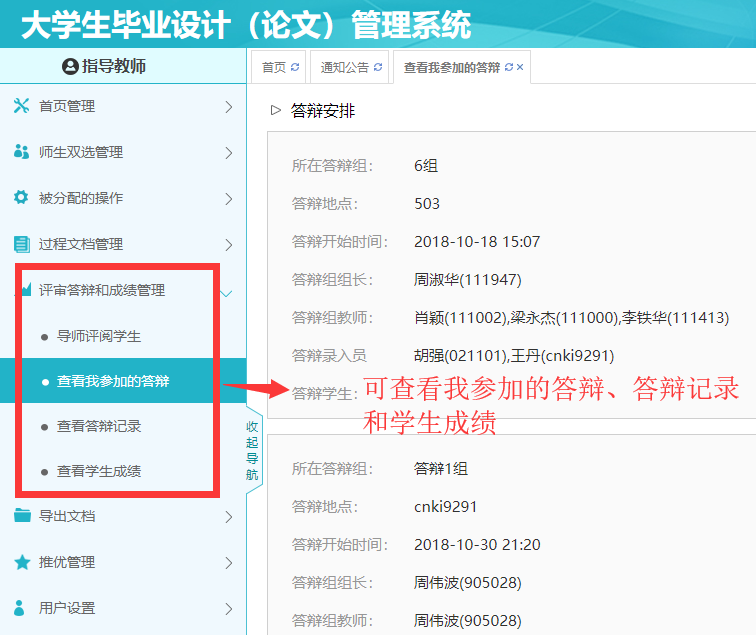 大学生毕业设计（论文）管理系统
指导教师
首页
通知公告
查看我参加的答辩
首页管理
师生双选管理
被分配的操作
过程文档管理
评审答辩和成绩管理
导师评阅学生
查看我参加的答辩
查看答辩记录
查看学生成绩
导出文档
推优管理
用户设置
收起导航
答辩安排
所在答辩组： 6组
答辩地点： 503
答辩开始时间： 2018-10-18 15:07
答辩组组长： 周淑华(111947)
答辩组教师： 肖颖(111002),梁永杰(111000),李铁华(111413)
答辩录入员 胡强(021101),王丹(cnki9291)
答辩学生：
可查看我参加的答辩、答辩记录
和学生成绩
所在答辩组： 答辩1组
答辩地点： cnki9291
答辩开始时间： 2018-10-30 21:20
答辩组组长： 周伟波(905028)
答辩组教师： 周伟波(905028)